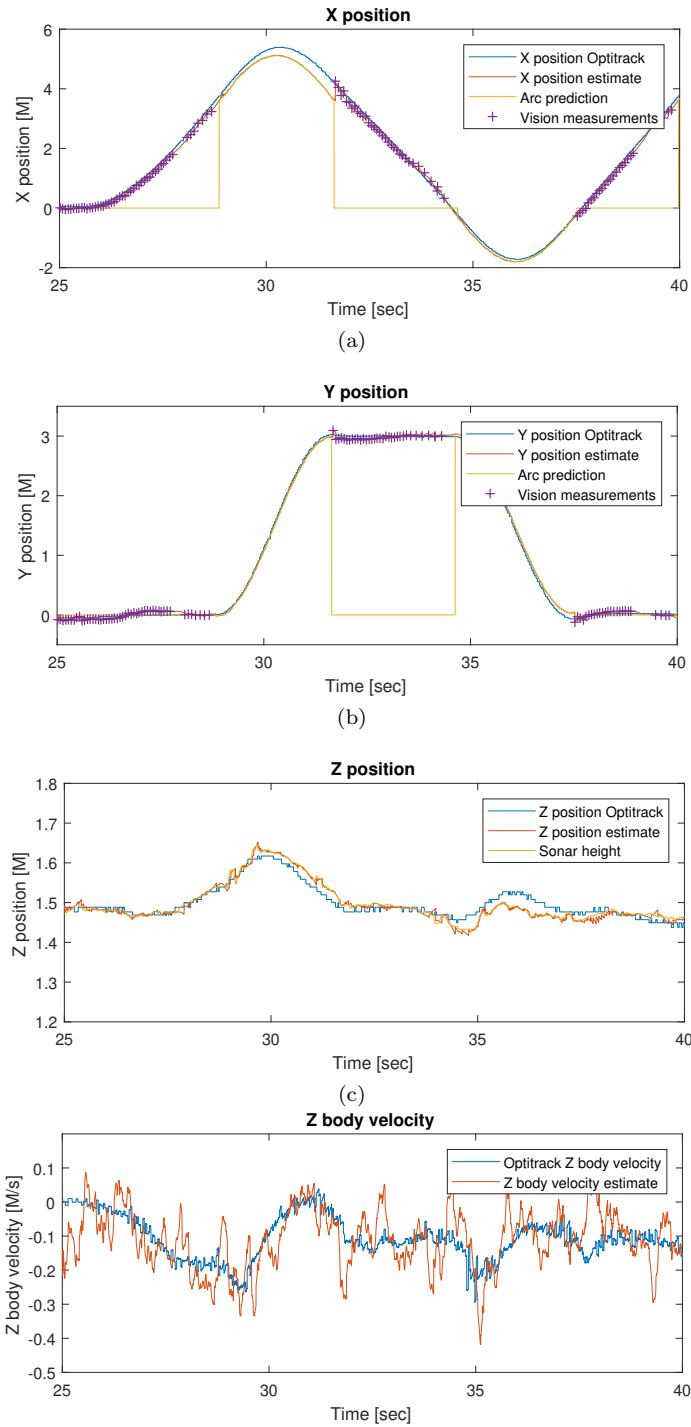 X position
X position [M]
6
4
2
0
-2
X position Optitrack
X position estimate
Arc prediction
Vision measurements
25 30 35 40
Time [sec]
(a)
Y position
Y position [M]
3
2
1
0
Y position Optitrack
Y position estimate
Arc prediction
Vision measurements
25 30 35 40
Time [sec]
(b)
Z position
Z position [M]
1.8
1.7
1.6
1.5
1.4
1.3
1.2
Z position Optitrack
Z position estimate
Sonar height
25 30 35 40
Time [sec]
(c)
Z body velocity
Z body velocity [M/s]
0.1
0
-0.1
-0.2
-0.3
-0.4
-0.5
Optitrack Z body velocity
Z body velocity estimate
25 30 35 40
Time [sec]